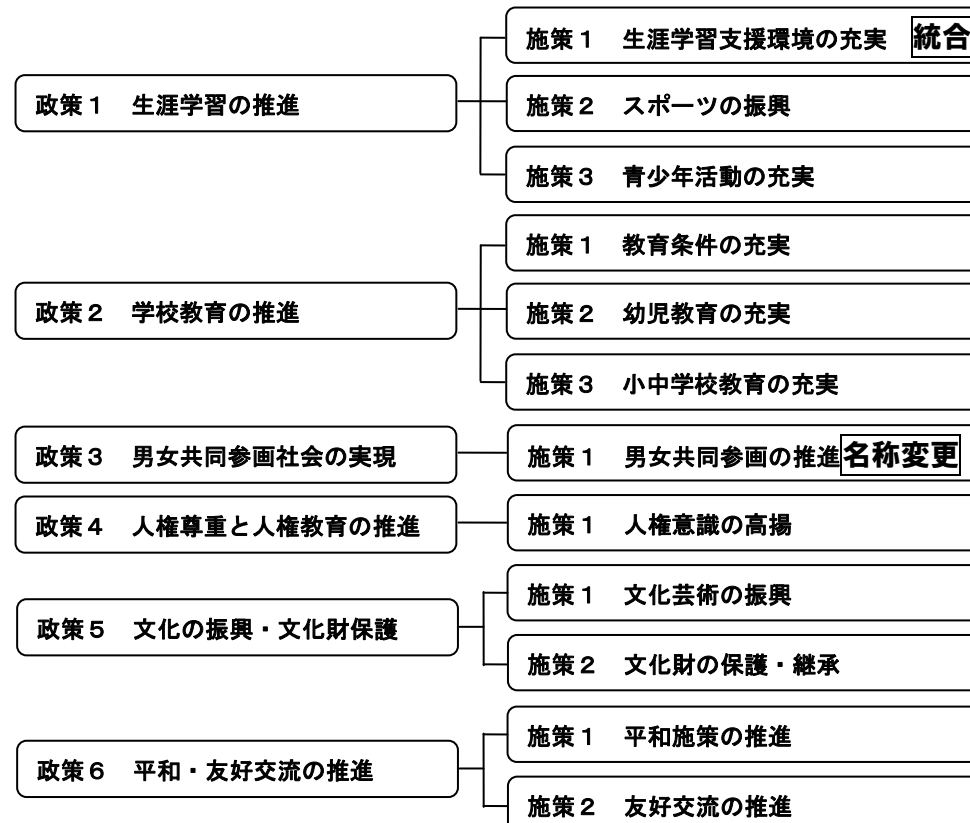 政策１　生涯学習の推進
施策１　生涯学習支援環境の充実　統合
施策２　スポーツの振興
施策３　青少年活動の充実
政策２　学校教育の推進
施策１　教育条件の充実
施策２　幼児教育の充実
施策３　小中学校教育の充実
政策３　男女共同参画社会の実現
施策１　男女共同参画の推進　名称変更
政策４　人権尊重と人権教育の推進
施策１　人権意識の高揚
政策５　文化の振興・文化財保護
施策１　文化芸術の振興
施策２　文化財の保護・継承
政策６　平和・友好交流の推進
施策１　平和施策の推進
施策２　友好交流の推進